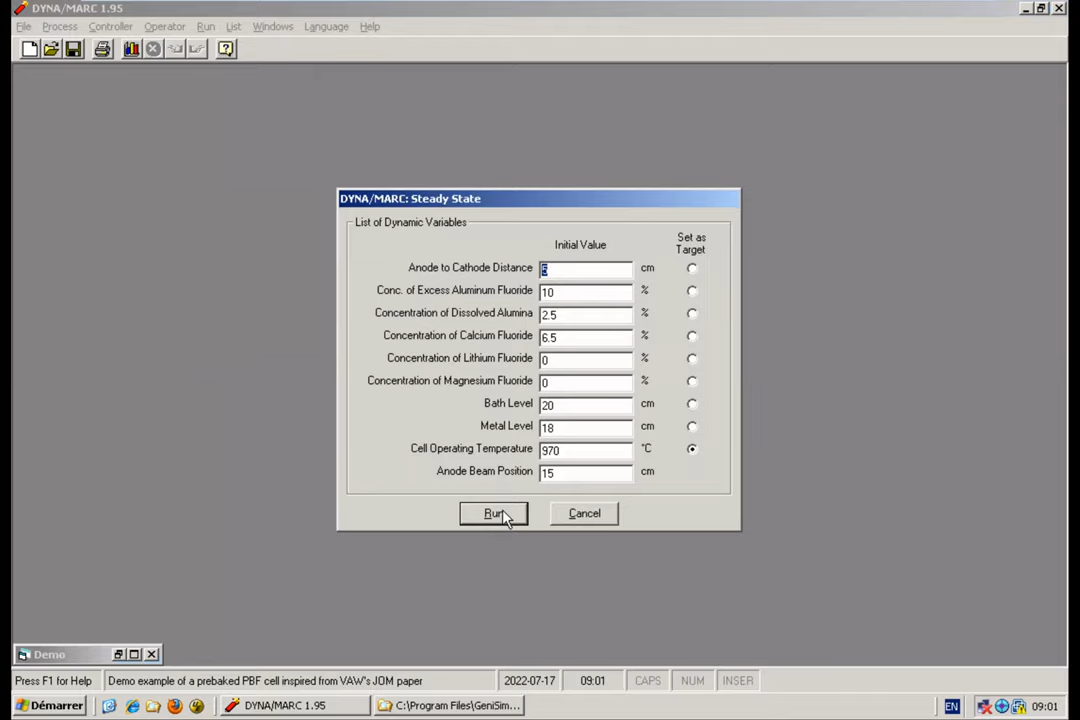 DYNA/MARC 1.95
File Process Controller Operator Run List Windows Language Help
DYNA/MARC: Steady State
List of Dynamic Variables
Initial Value
Set as
Target
Anode to Cathode Distance 5 cm
Conc. of Excess Aluminum Fluoride 10 %
Concentration of Dissolved Alumina 2.5 %
Concentration of Calcium Fluoride 6.5 %
Concentration of Lithium Fluoride 0 %
Concentration of Magnesium Fluoride 0 %
Bath Level 20 cm
Metal Level 18 cm
Cell Operating Temperature 970 °C
Anode Beam Position 15 cm
Run Cancel
Demo
Press F1 for Help Demo example of a prebaked PBF cell inspired from VAW's JOM paper 2022-07-17 09:01 CAPS NUM INSER
Démarrer DYNA/MARC 1.95 C:\Program Files\GeniSim... EN 09:01